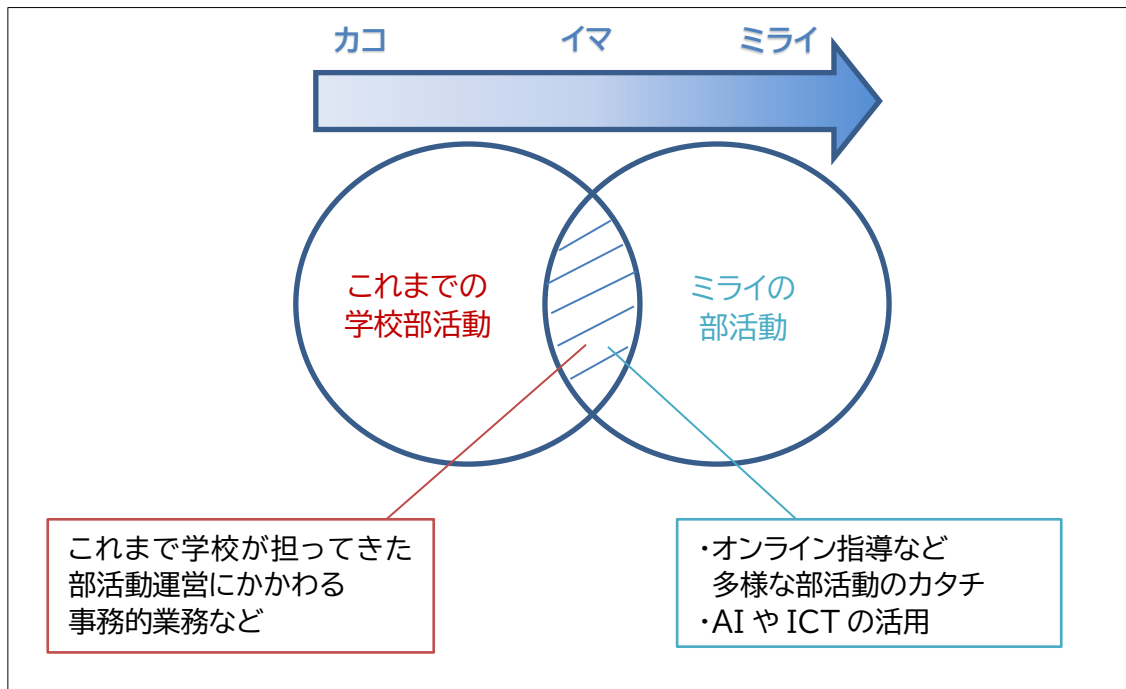 カコ イマ ミライ
これまでの
学校部活動
ミライの
部活動
これまで学校が担ってきた
部活動運営にかかわる
事務的業務など
・オンライン指導など
多様な部活動のカタチ
・AI や ICT の活用